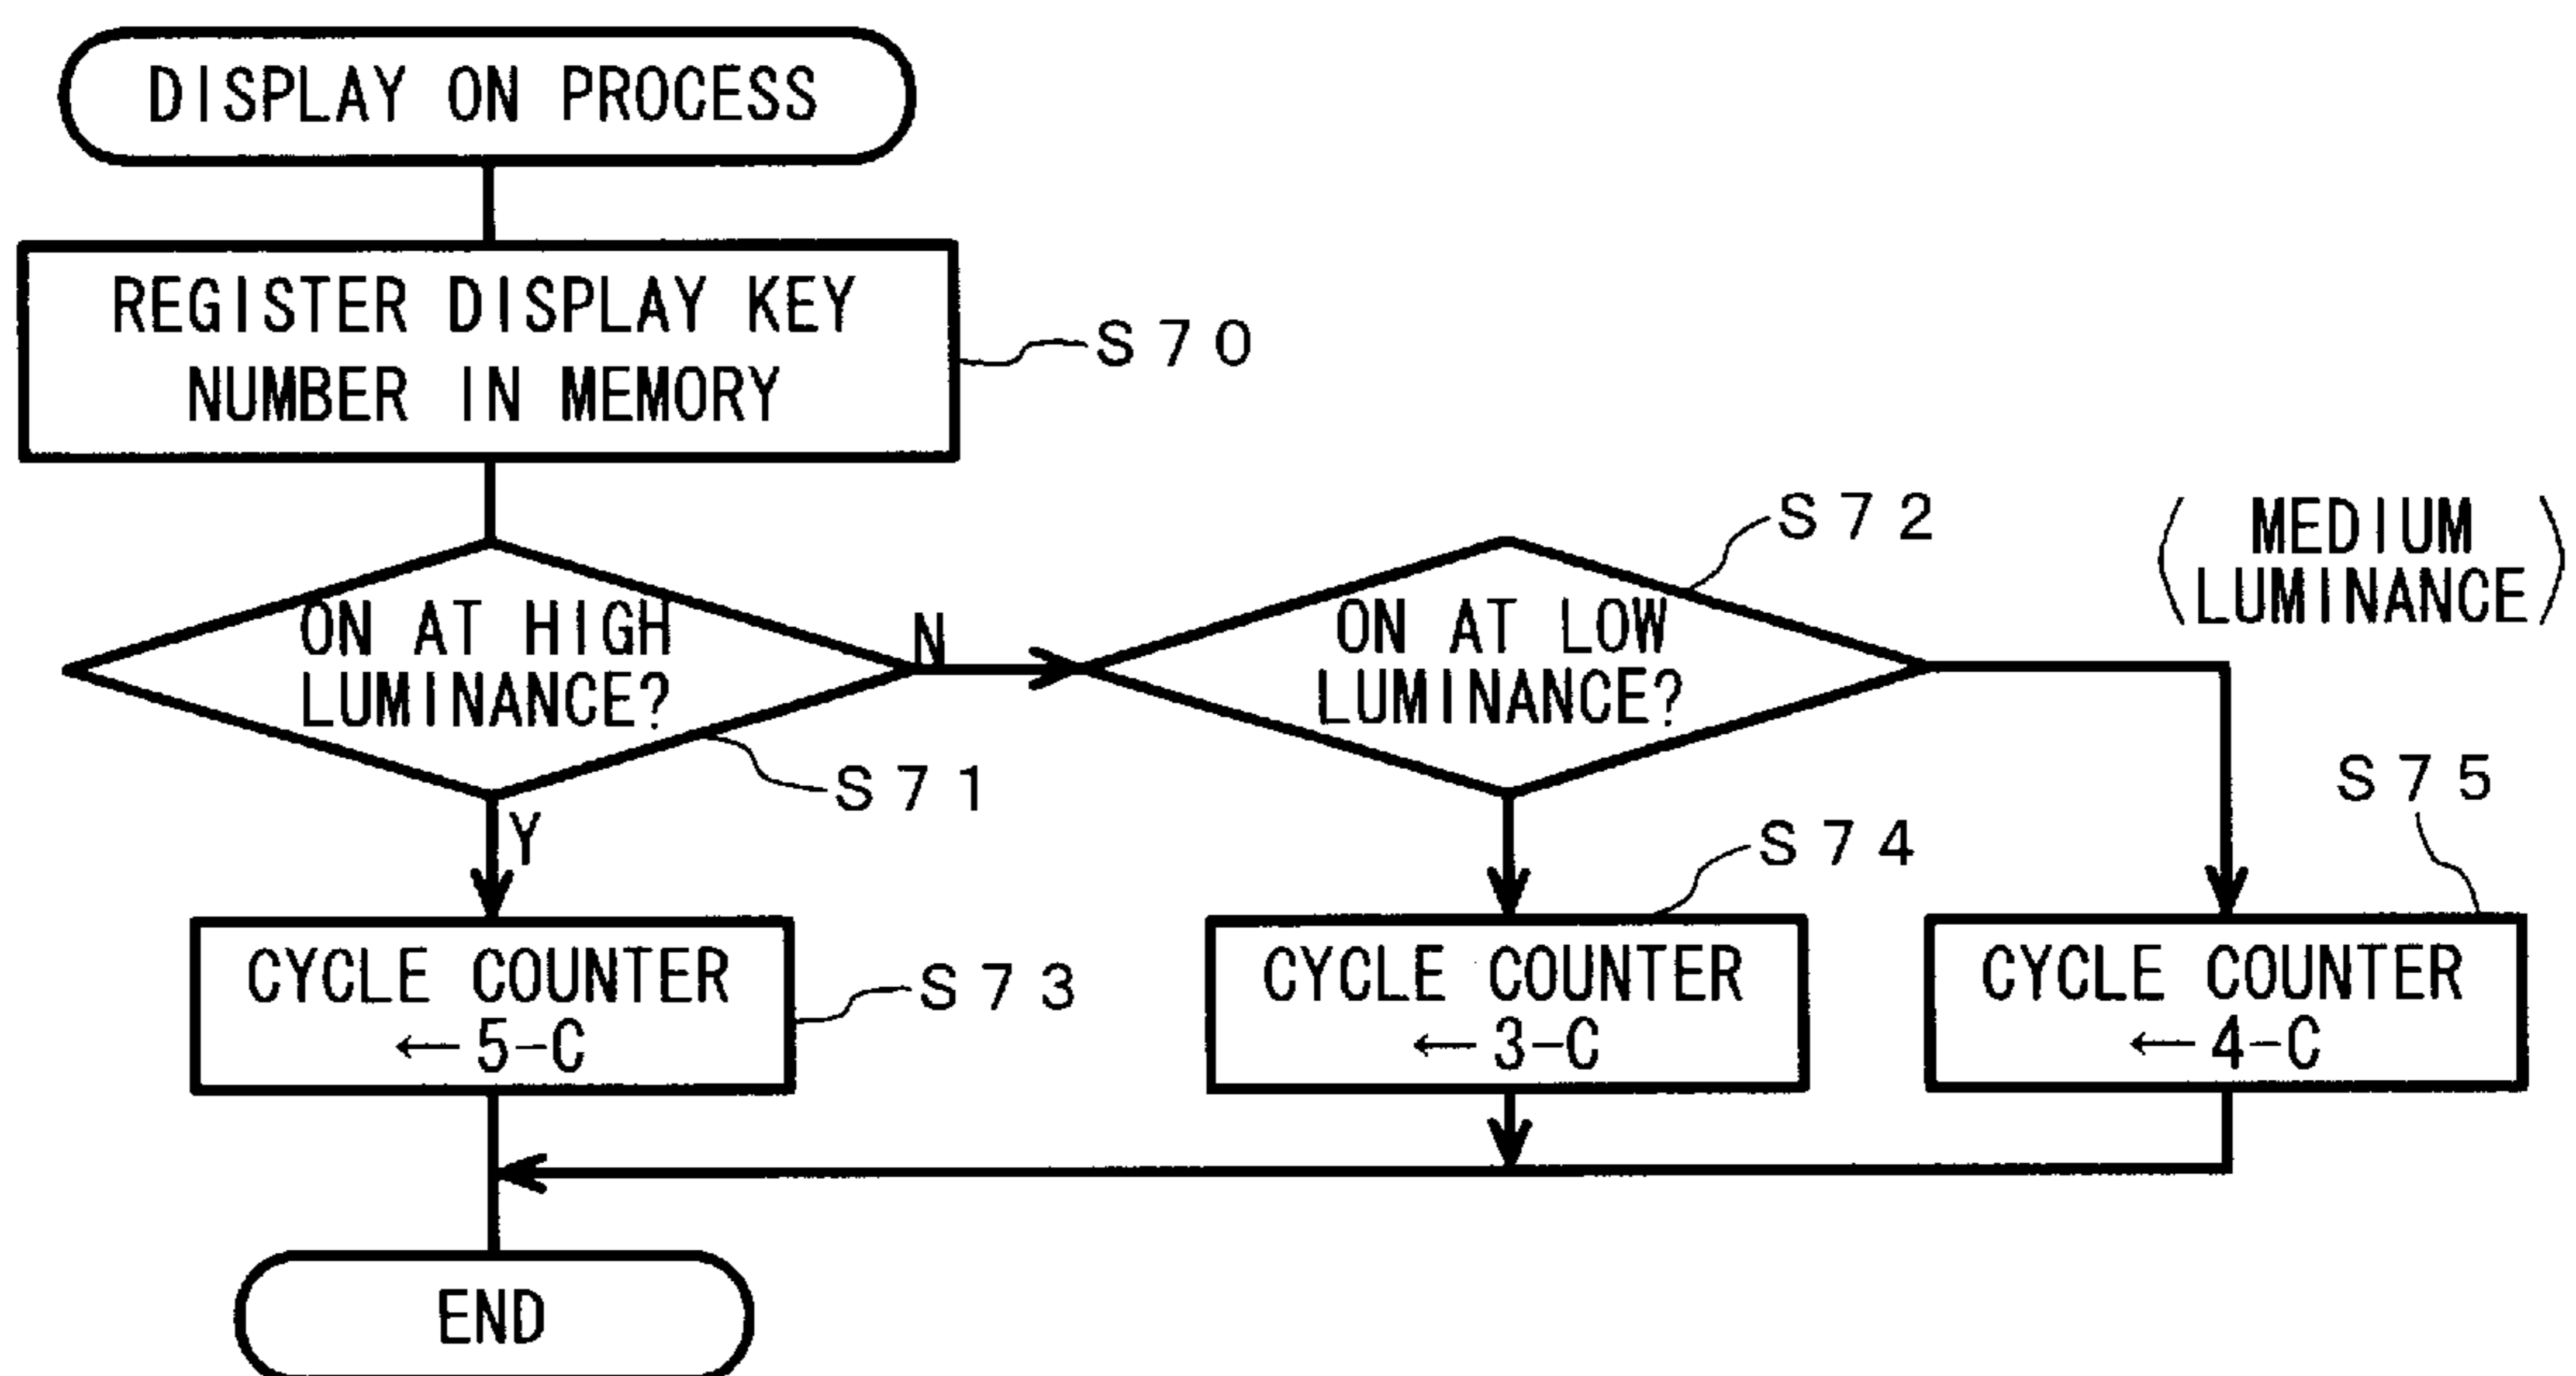 DISPLAY ON PROCESS
REGISTER DISPLAY KEY
NUMBER IN MEMORY
S70
ON AT HIGH
LUMINANCE?
N
S71
Y
ON AT LOW
LUMINANCE?
S72
(MEDIUM
LUMINANCE)
CYCLE COUNTER
←5-C
S73
CYCLE COUNTER
←3-C
S74
CYCLE COUNTER
←4-C
S75
END